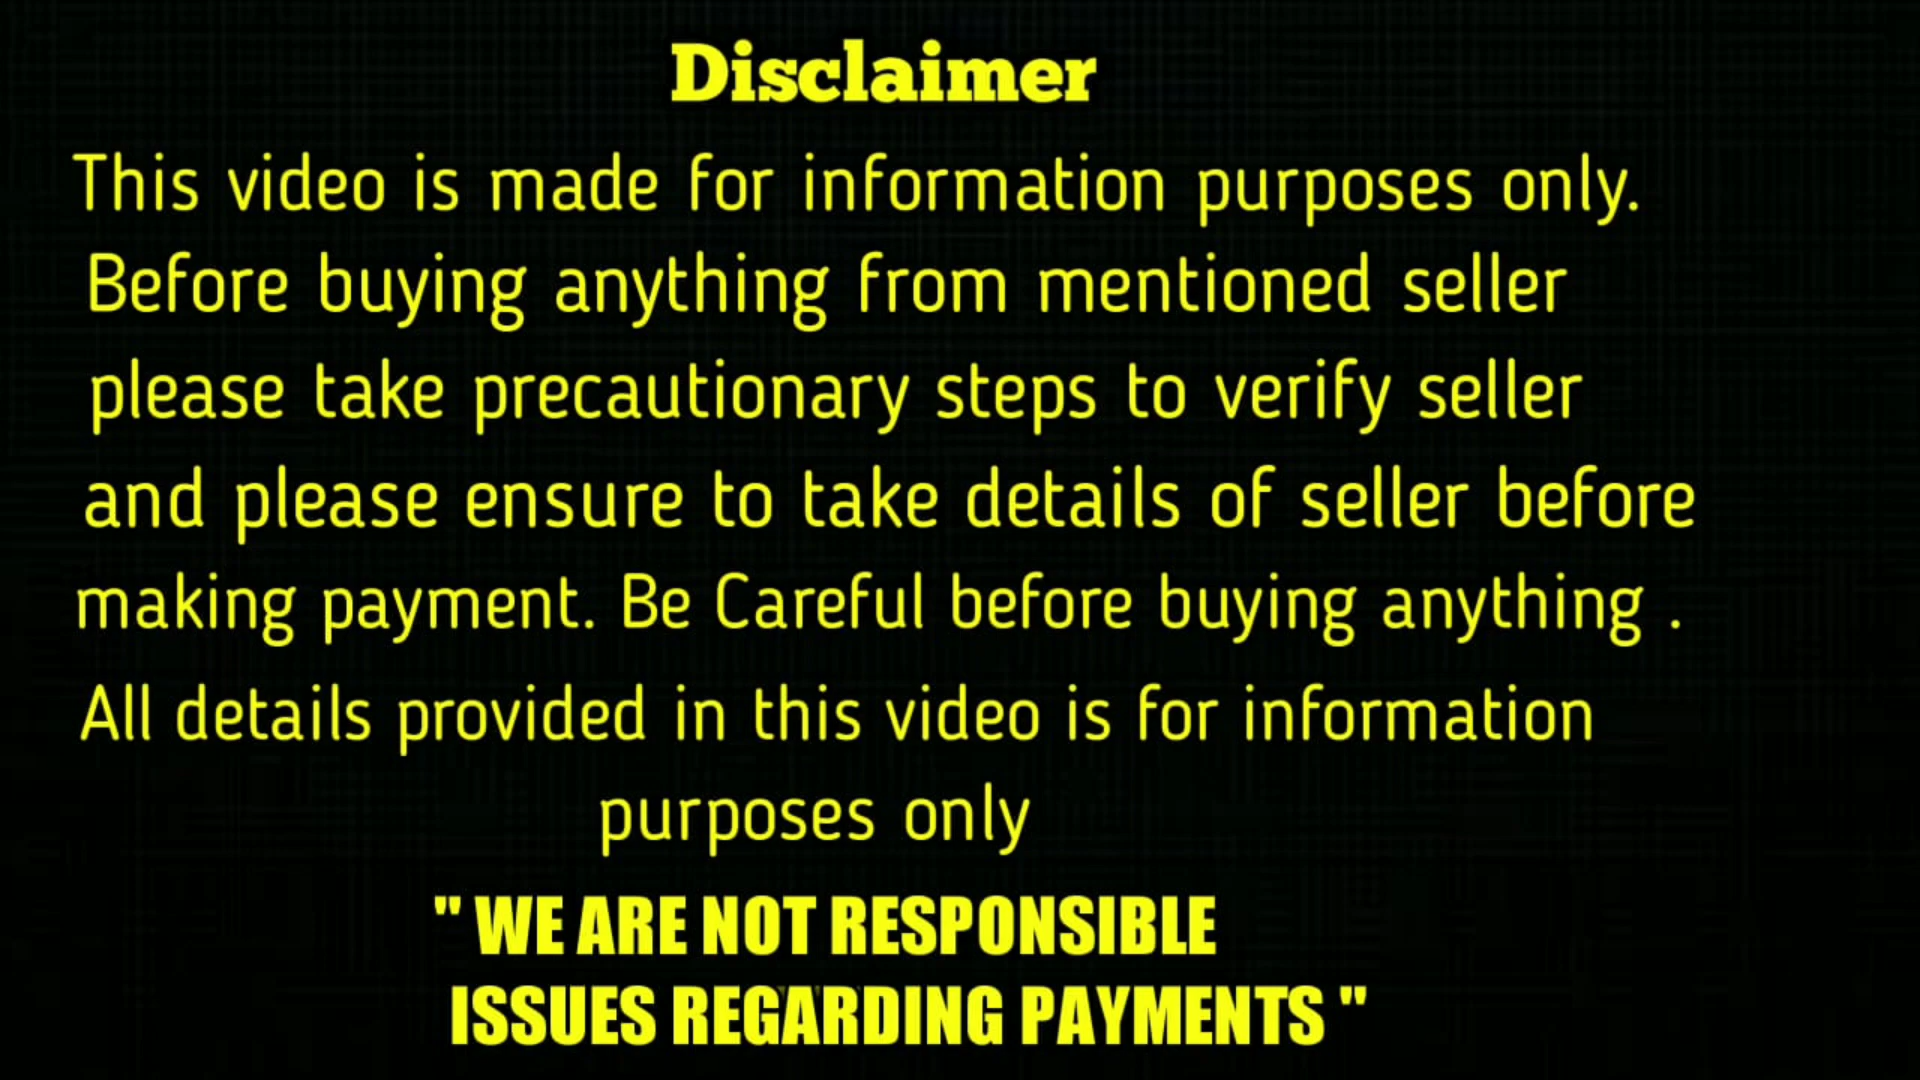 Disclaimer
This video is made for information purposes only.
Before buying anything from mentioned seller
please take precautionary steps to verify seller
and please ensure to take details of seller before
making payment. Be Careful before buying anything .
All details provided in this video is for information
purposes only
" WE ARE NOT RESPONSIBLE
ISSUES REGARDING PAYMENTS "